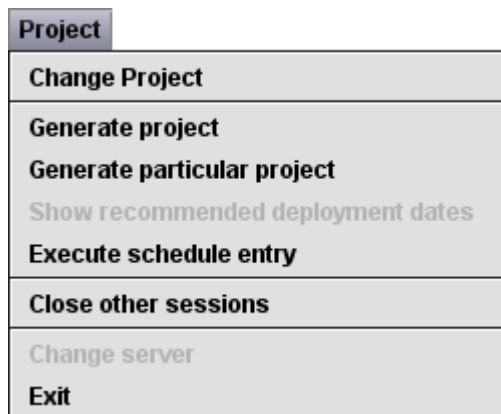 Project
Change Project
Generate project
Generate particular project
Show recommended deployment dates
Execute schedule entry
Close other sessions
Change server
Exit